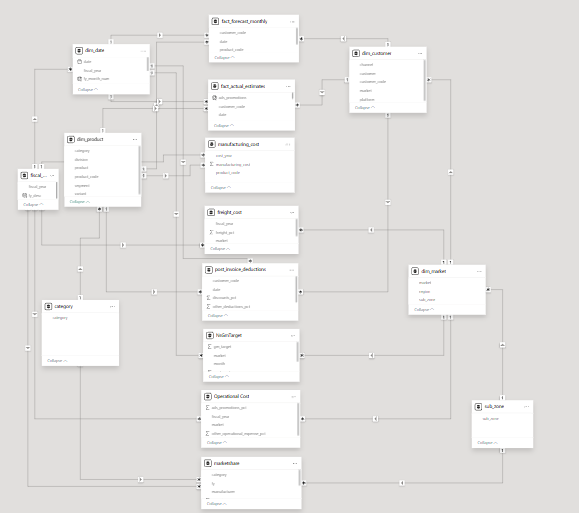 fact_forecast_monthly
customer_code
date
product_code
Collapse
dim_date
date
fiscal_year
fy_month_date
Collapse
dim_customer
channel
customer
customer_code
market
platform
Collapse
fact_actual_estimates
ads_promotions
customer_code
date
Collapse
dim_product
category
division
product
product_code
segment
variant
Collapse
manufacturing_cost
cost_year
manufacturing_cost
product_code
Collapse
fiscal_...
fiscal_year
fy_desc
Collapse
freight_cost
fiscal_year
freight_pct
market
Collapse
post_invoice_deductions
customer_code
date
discounts_pct
other_deductions_pct
Collapse
dim_market
market
region
sub_zone
Collapse
category
category
Collapse
NsGmTarget
gm_target
market
month
Collapse
Operational Cost
ads_promotions_pct
fiscal_year
market
other_operational_expense_pct
Collapse
sub_zone
sub_zone
Collapse
marketshare
category
fy
manufacturer
Collapse